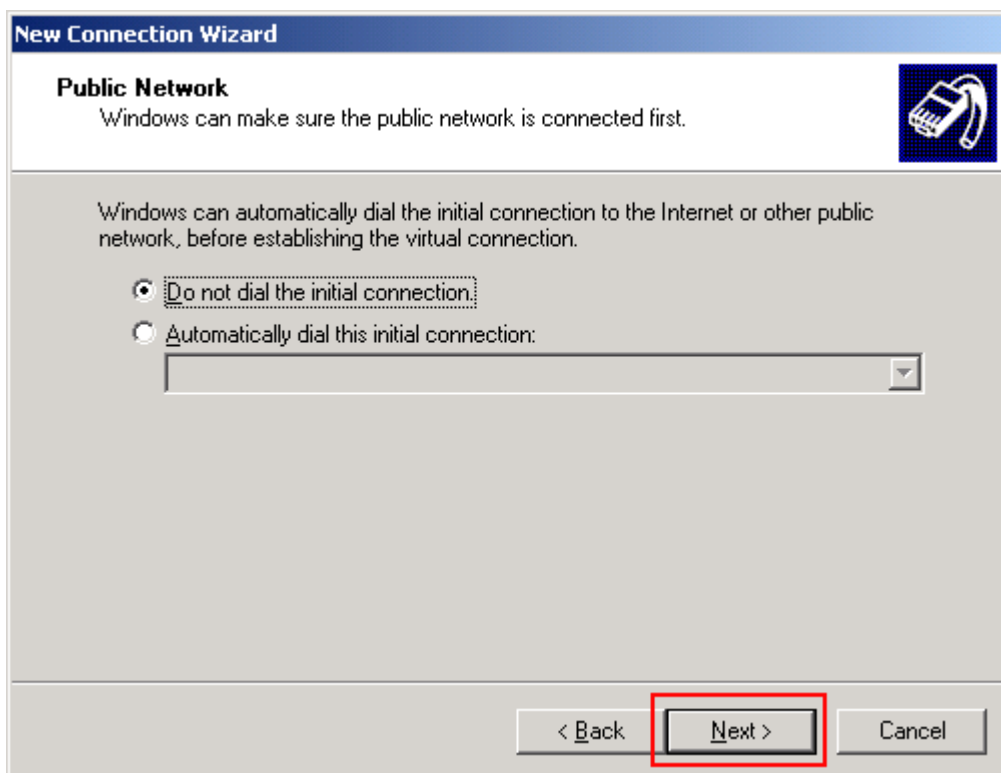 New Connection Wizard
Public Network
Windows can make sure the public network is connected first.
Windows can automatically dial the initial connection to the Internet or other public
network, before establishing the virtual connection.
Do not dial the initial connection.
Automatically dial this initial connection:
< Back
Next >
Cancel